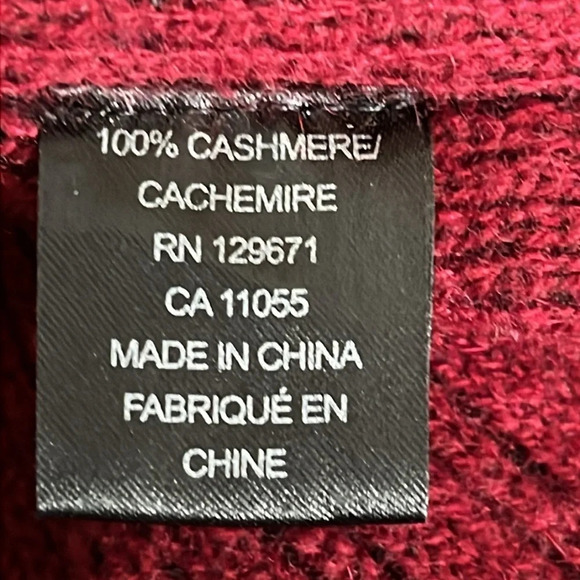 100% CASHMERE/
CACHEMIRE
RN 129671
CA 11055
MADE IN CHINA
FABRIQUÉ EN
CHINE